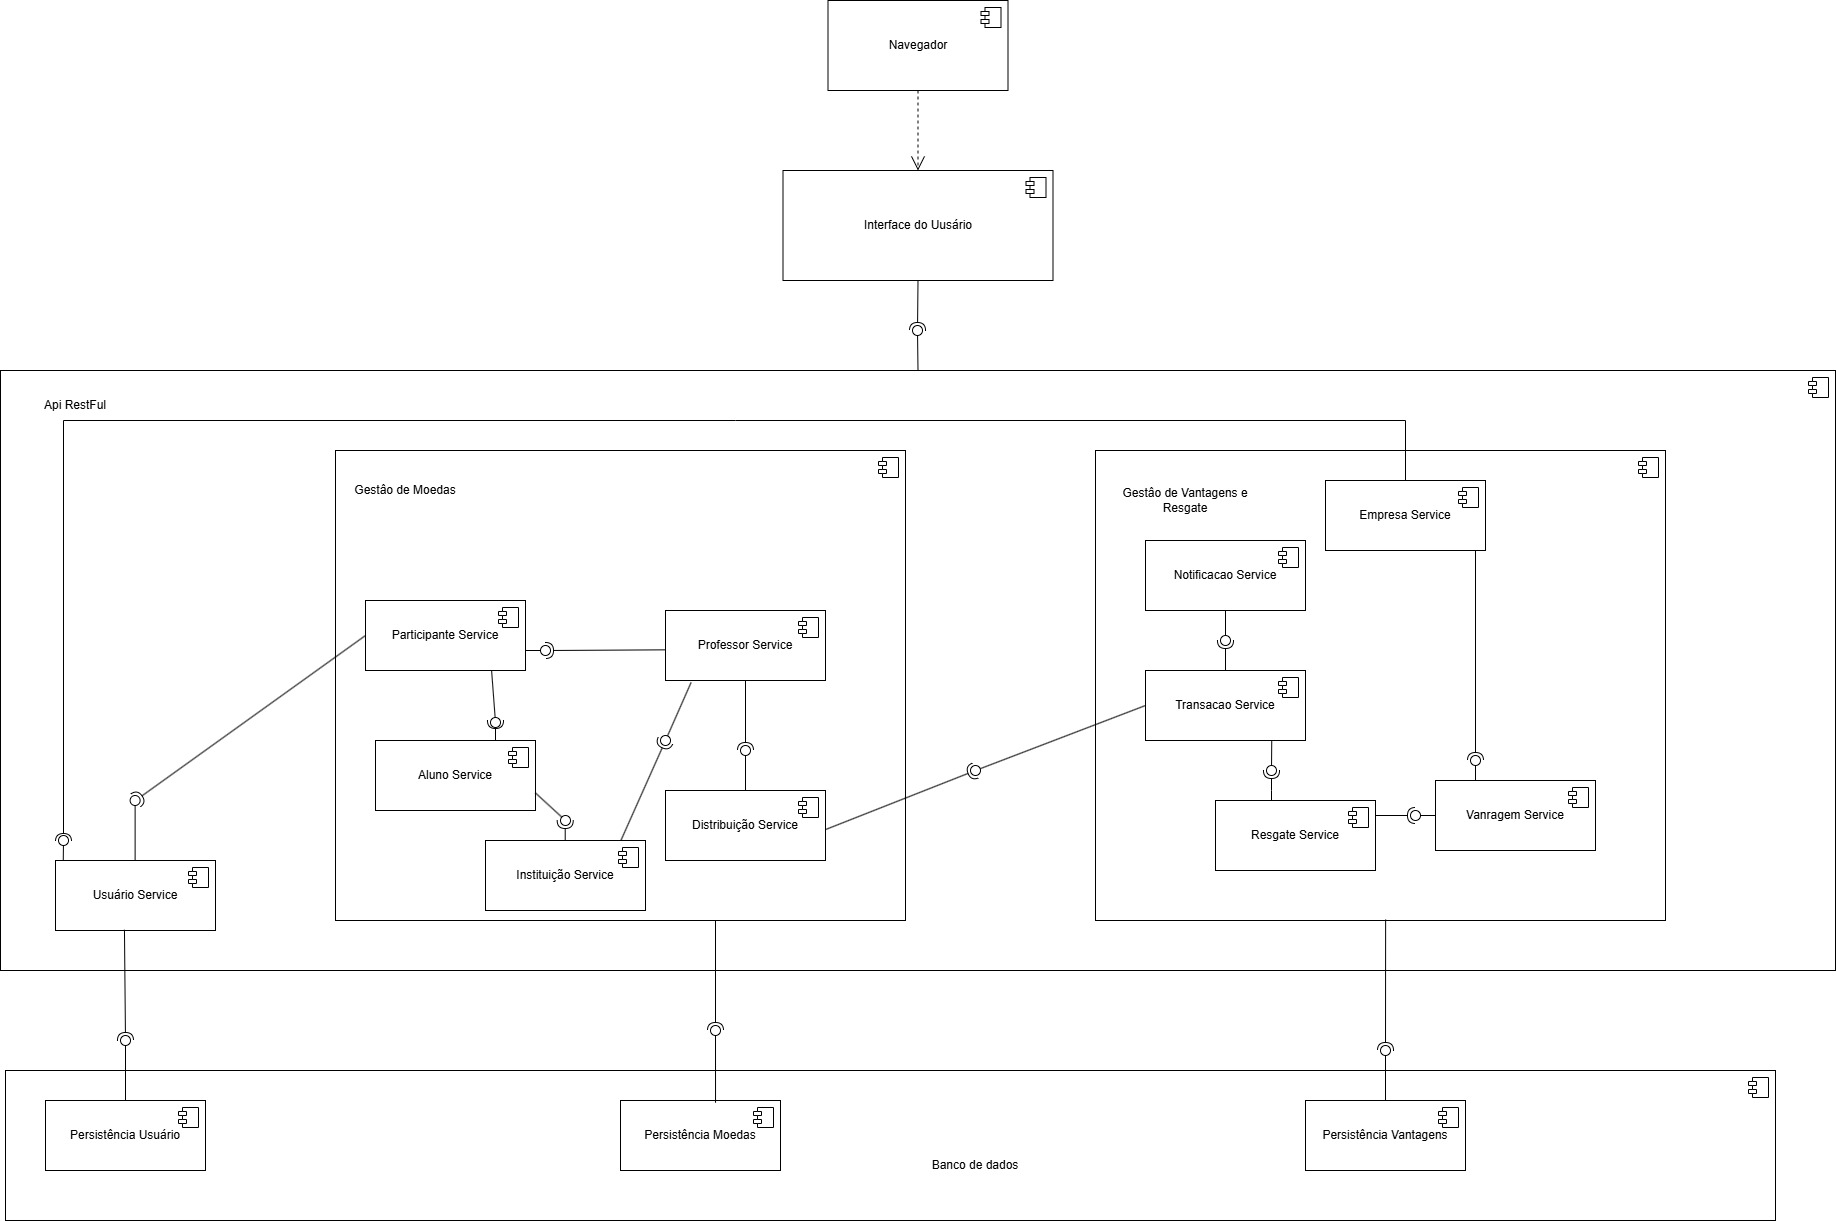 Navegador
Interface do Uusário
Api RestFul
Gestão de Moedas
Gestão de Vantagens e
Resgate
Empresa Service
Notificacao Service
Participante Service
Professor Service
Transacao Service
Aluno Service
Distribuição Service
Vanragem Service
Resgate Service
Instituição Service
Usuário Service
Persistência Usuário
Persistência Moedas
Persistência Vantagens
Banco de dados